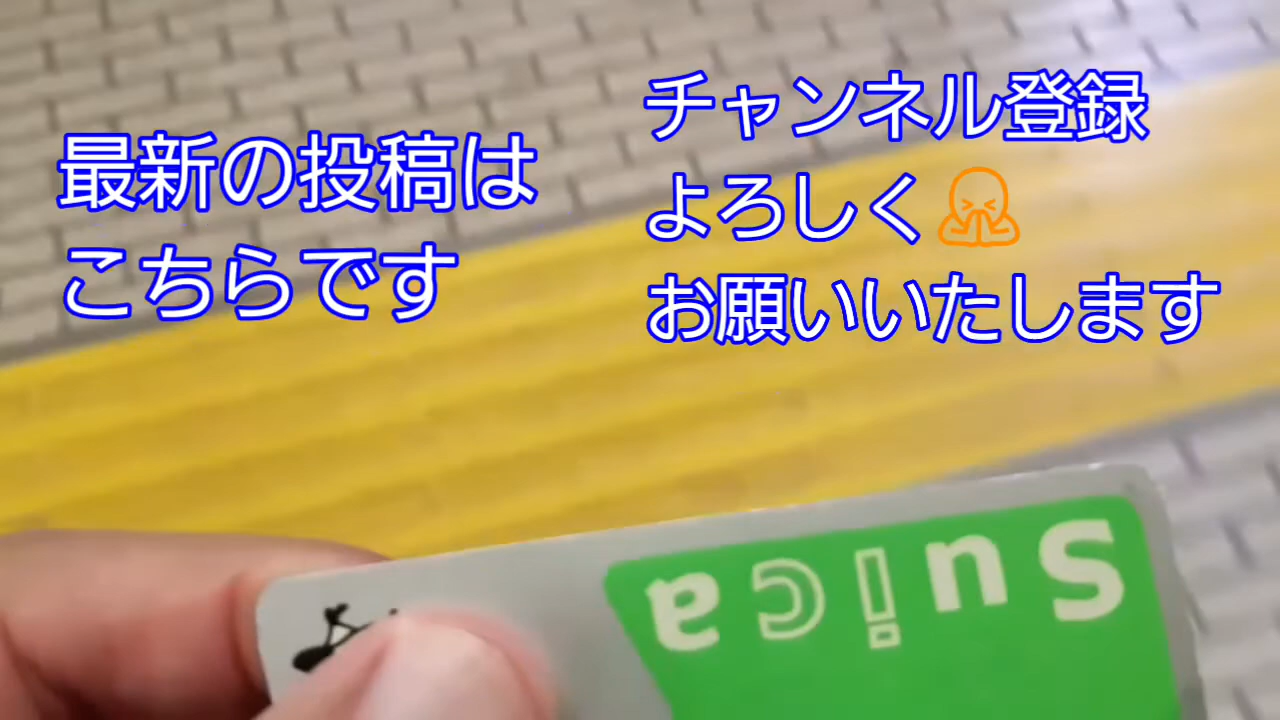 最新の投稿は
こちらです
チャンネル登録
よろしく🙏
お願いいたします
Suica